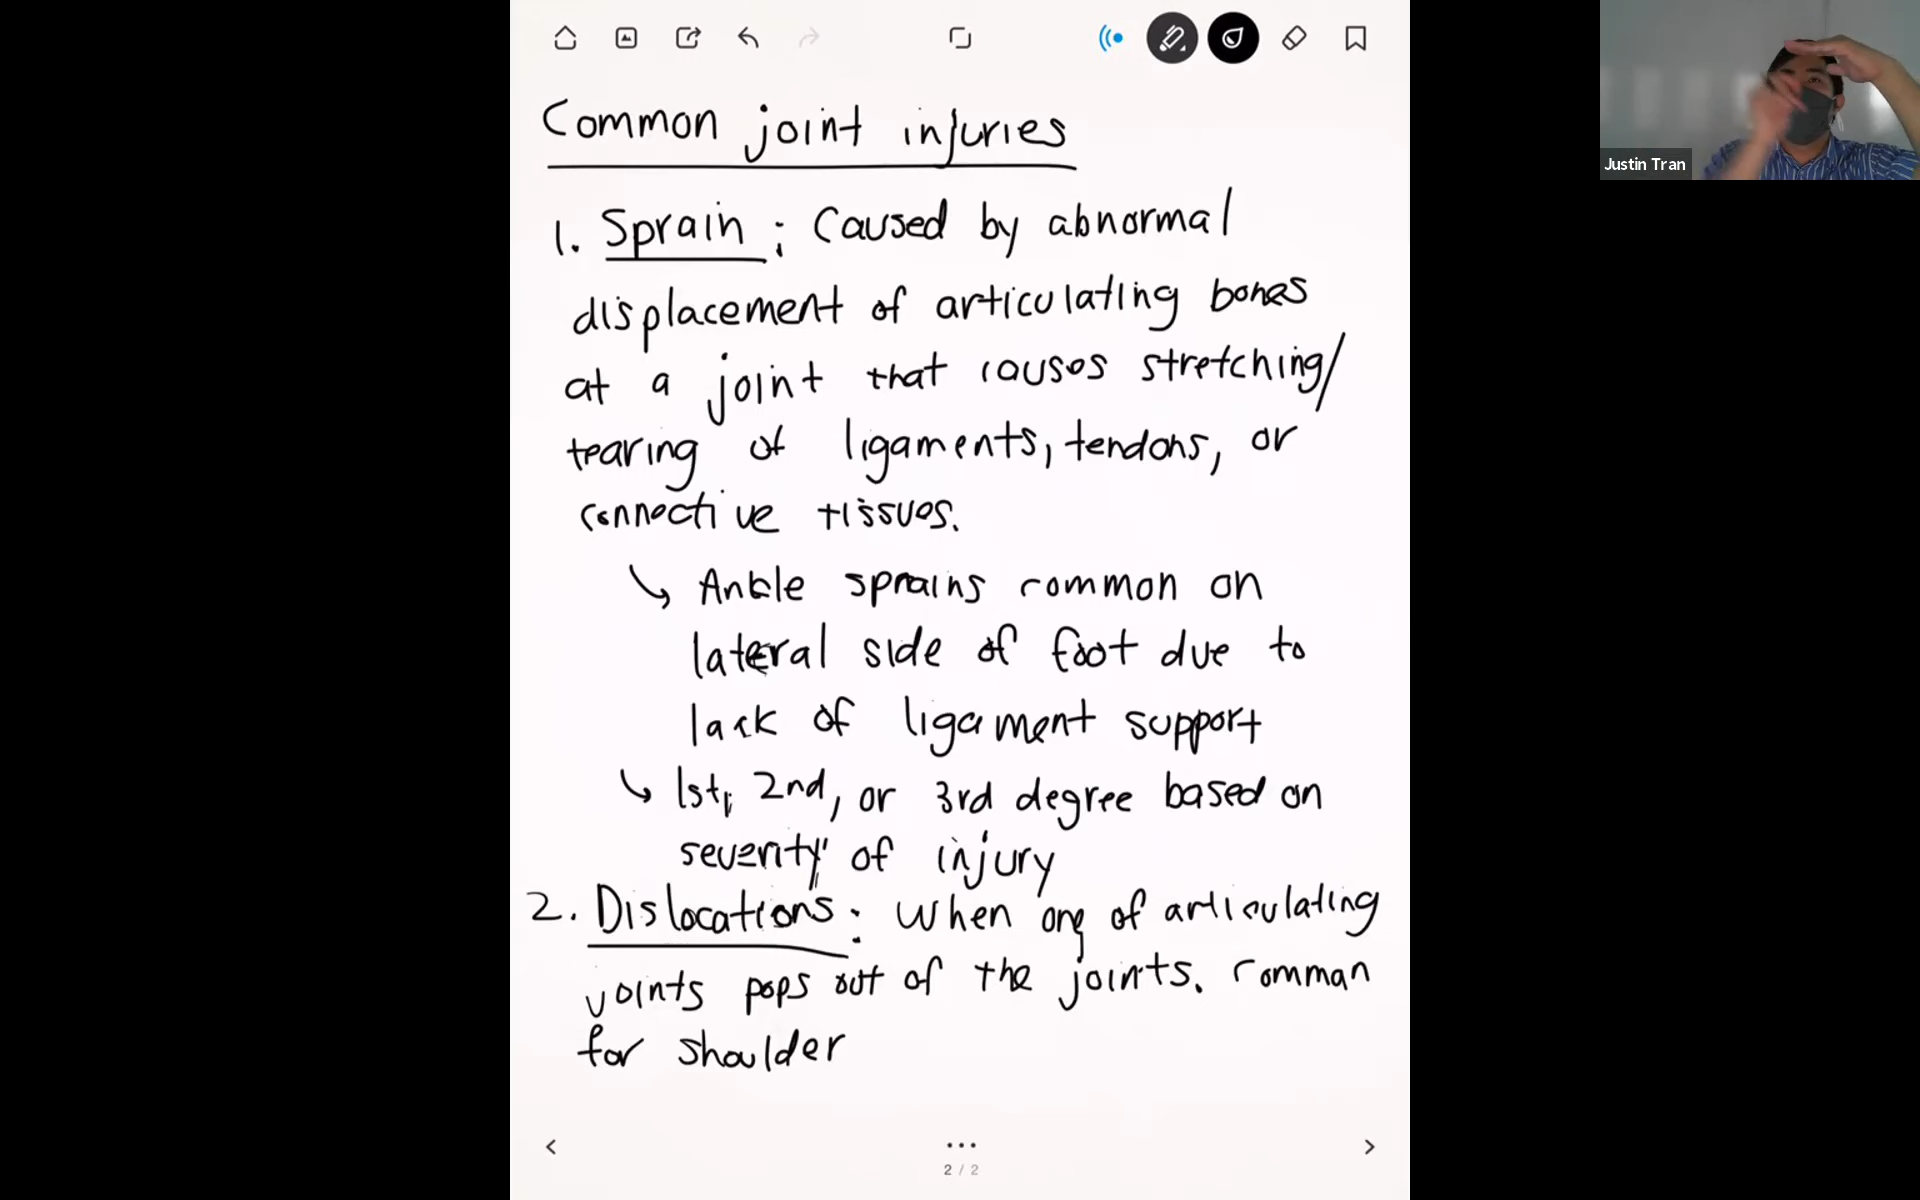 Common joint injuries
1. Sprain: Caused by abnormal
displacement of articulating bones
at a joint that causes stretching/
tearing of ligaments, tendons, or
connective tissues.
↳ Ankle sprains common on
lateral side of foot due to
lack of ligament support
↳ 1st, 2nd, or 3rd degree based on
severity of injury
2. Dislocations: When one of articulating
joints pops out of the joints. Common
for shoulder
2 / 2
Justin Tran